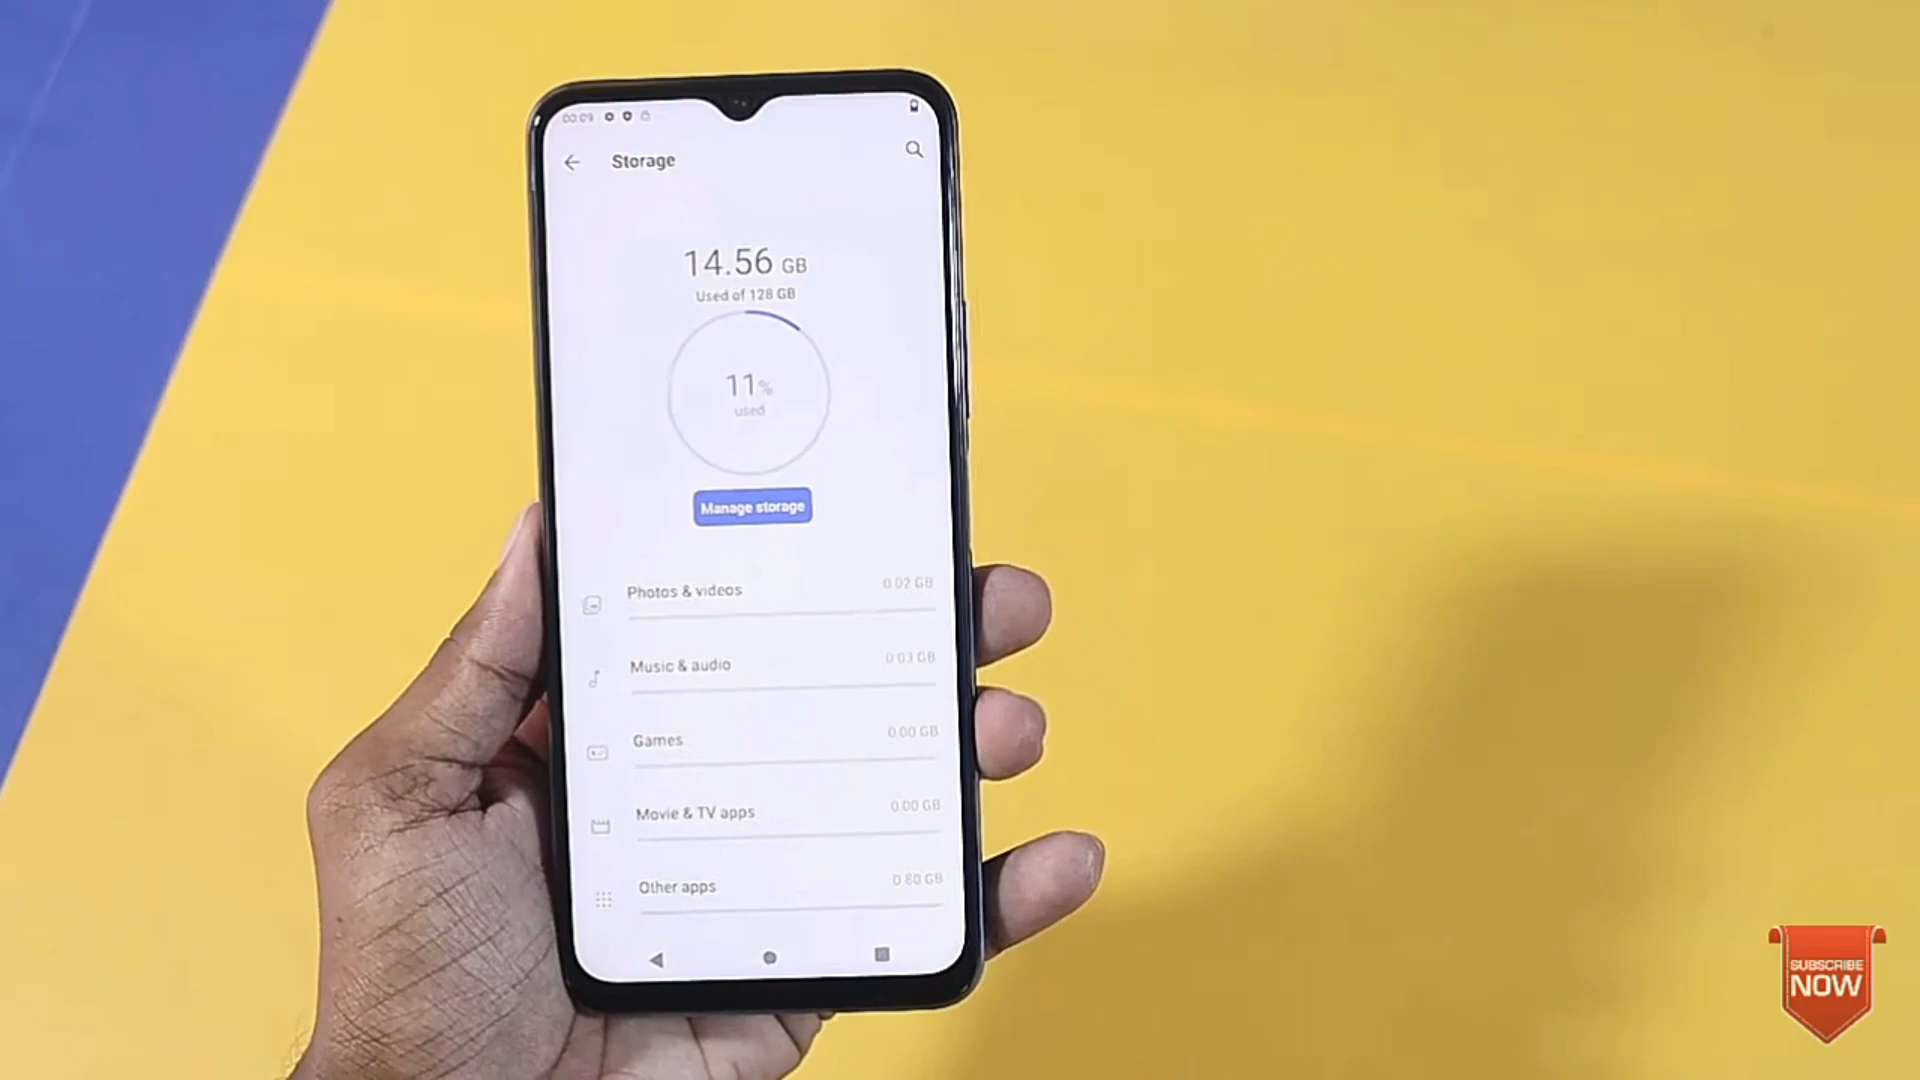 00:09
Storage
14.56 GB
Used of 128 GB
11%
used
Manage storage
Photos & videos 0.02 GB
Music & audio 0.03 GB
Games 0.00 GB
Movie & TV apps 0.00 GB
Other apps 0.80 GB
SUBSCRIBE
NOW